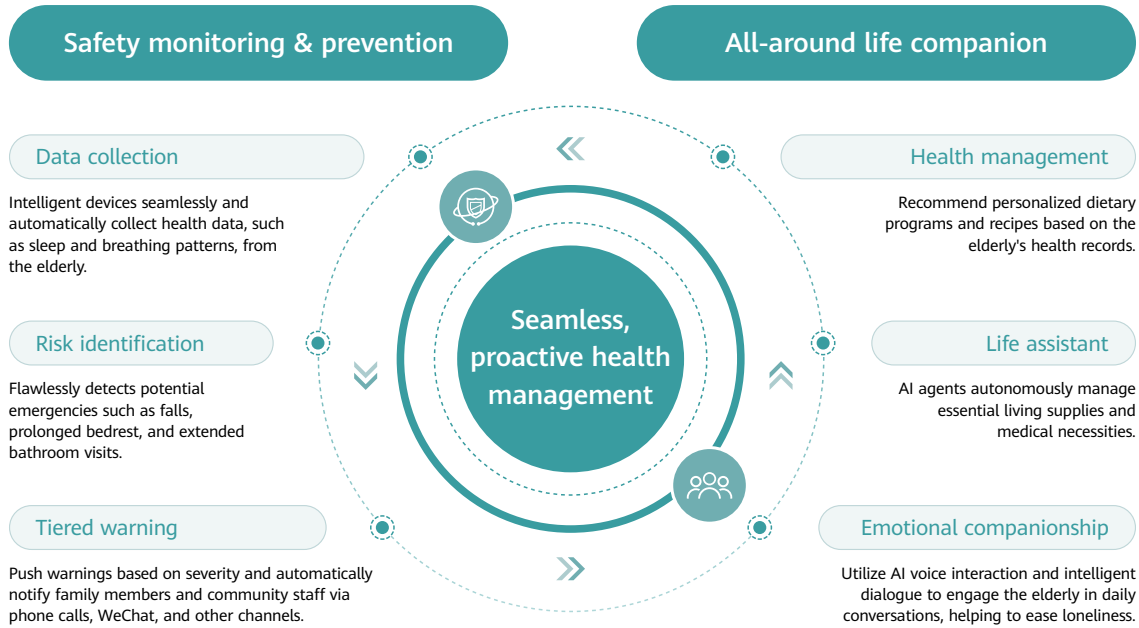 Safety monitoring & prevention
All-around life companion
Data collection
Intelligent devices seamlessly and
automatically collect health data, such
as sleep and breathing patterns, from
the elderly.
Risk identification
Flawlessly detects potential
emergencies such as falls,
prolonged bedrest, and extended
bathroom visits.
Tiered warning
Push warnings based on severity and automatically
notify family members and community staff via
phone calls, WeChat, and other channels.
Seamless,
proactive health
management
Health management
Recommend personalized dietary
programs and recipes based on the
elderly's health records.
Life assistant
AI agents autonomously manage
essential living supplies and
medical necessities.
Emotional companionship
Utilize AI voice interaction and intelligent
dialogue to engage the elderly in daily
conversations, helping to ease loneliness.